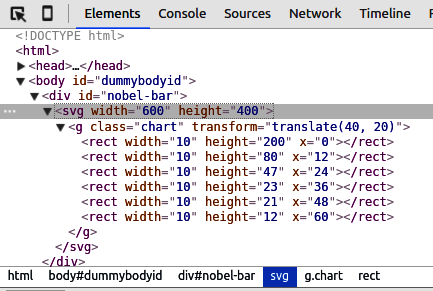 Elements Console Sources Network Timeline
<!DOCTYPE html>
<html>
▶<head>…</head>
▼<body id="dummybodyid">
▼<div id="nobel-bar">
… ▼<svg width="600" height="400">
▼<g class="chart" transform="translate(40, 20)">
<rect width="10" height="200" x="0"></rect>
<rect width="10" height="80" x="12"></rect>
<rect width="10" height="47" x="24"></rect>
<rect width="10" height="23" x="36"></rect>
<rect width="10" height="21" x="48"></rect>
<rect width="10" height="12" x="60"></rect>
</g>
</svg>
</div>
html body#dummybodyid div#nobel-bar svg g.chart rect